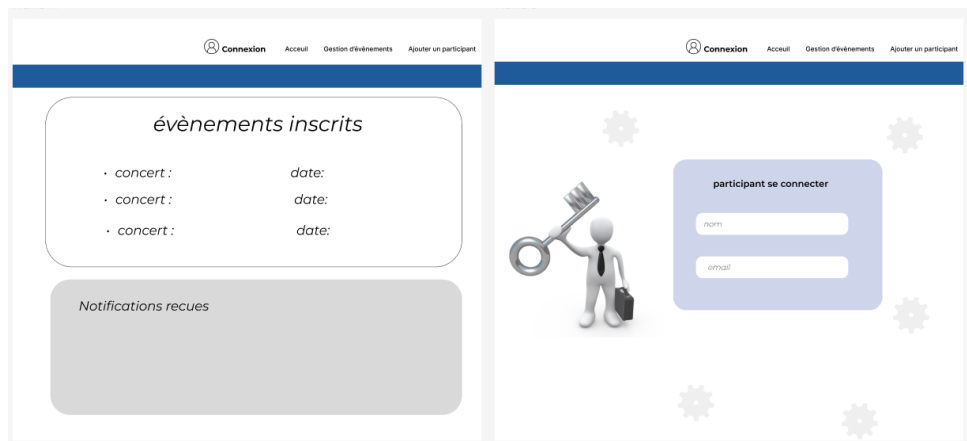 Connexion Acceuil Gestion d'évènements Ajouter un participant
évènements inscrits
• concert : date:
• concert : date:
• concert : date:
Notifications recues
Connexion Acceuil Gestion d'évènements Ajouter un participant
participant se connecter
nom
email